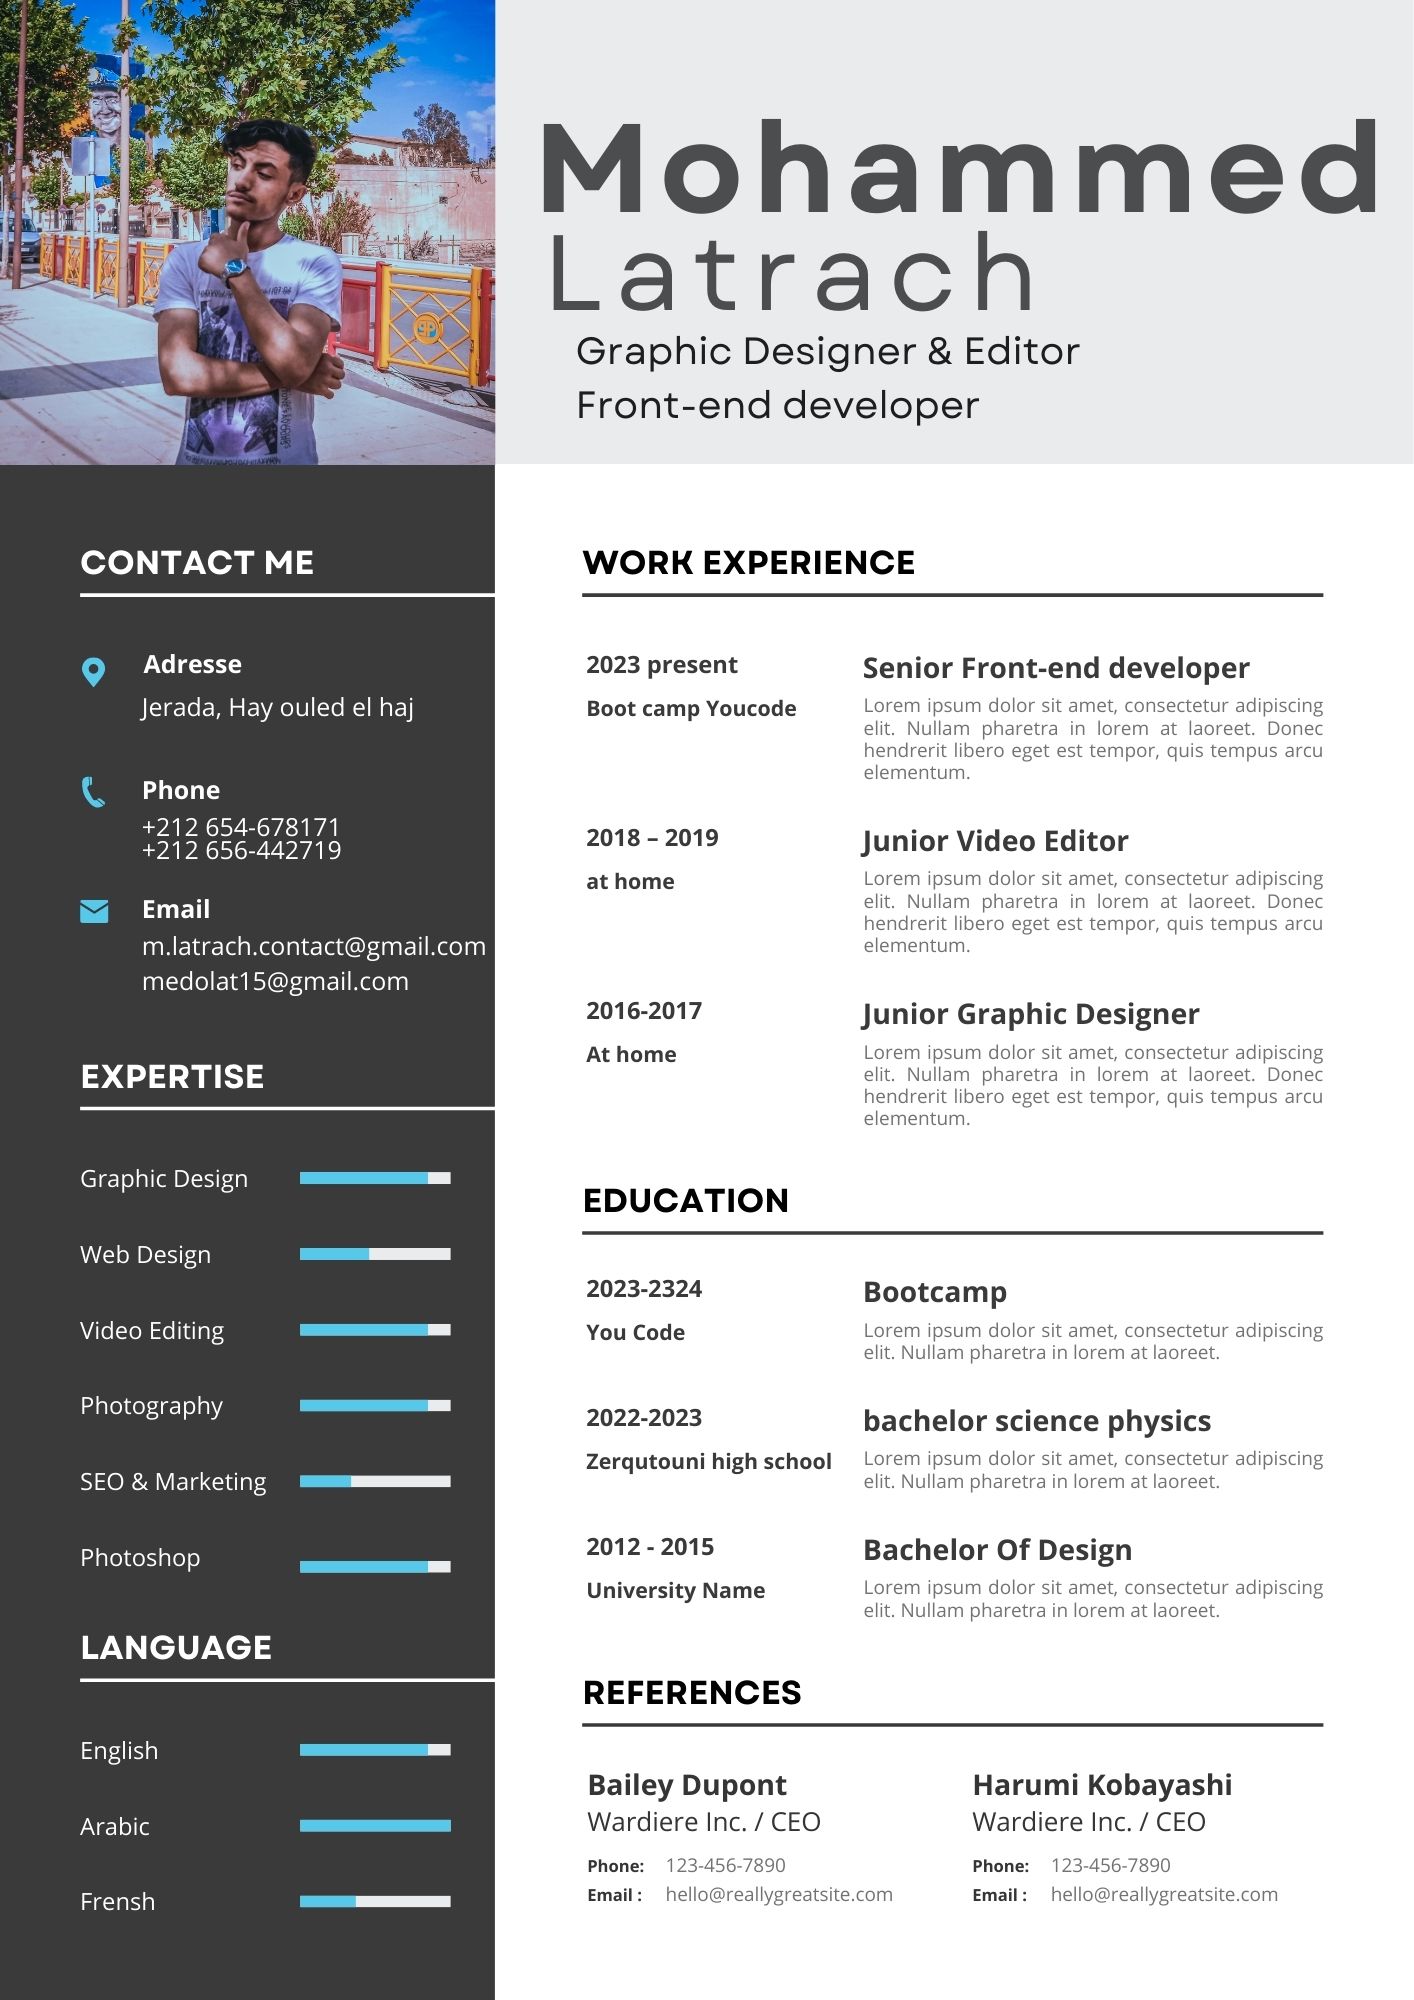 Mohammed
Latrach
Graphic Designer & Editor
Front-end developer
CONTACT ME
Adresse
Jerada, Hay ouled el haj
Phone
+212 654-678171
+212 656-442719
Email
m.latrach.contact@gmail.com
medolat15@gmail.com
EXPERTISE
Graphic Design
Web Design
Video Editing
Photography
SEO & Marketing
Photoshop
LANGUAGE
English
Arabic
Frensh
WORK EXPERIENCE
2023 present
Boot camp Youcode
Senior Front-end developer
Lorem ipsum dolor sit amet, consectetur adipiscing
elit. Nullam pharetra in lorem at laoreet. Donec
hendrerit libero eget est tempor, quis tempus arcu
elementum.
2018 – 2019
at home
Junior Video Editor
Lorem ipsum dolor sit amet, consectetur adipiscing
elit. Nullam pharetra in lorem at laoreet. Donec
hendrerit libero eget est tempor, quis tempus arcu
elementum.
2016-2017
At home
Junior Graphic Designer
Lorem ipsum dolor sit amet, consectetur adipiscing
elit. Nullam pharetra in lorem at laoreet. Donec
hendrerit libero eget est tempor, quis tempus arcu
elementum.
EDUCATION
2023-2324
You Code
Bootcamp
Lorem ipsum dolor sit amet, consectetur adipiscing
elit. Nullam pharetra in lorem at laoreet.
2022-2023
Zerqutouni high school
bachelor science physics
Lorem ipsum dolor sit amet, consectetur adipiscing
elit. Nullam pharetra in lorem at laoreet.
2012 - 2015
University Name
Bachelor Of Design
Lorem ipsum dolor sit amet, consectetur adipiscing
elit. Nullam pharetra in lorem at laoreet.
REFERENCES
Bailey Dupont
Wardiere Inc. / CEO
Phone: 123-456-7890
Email : hello@reallygreatsite.com
Harumi Kobayashi
Wardiere Inc. / CEO
Phone: 123-456-7890
Email : hello@reallygreatsite.com